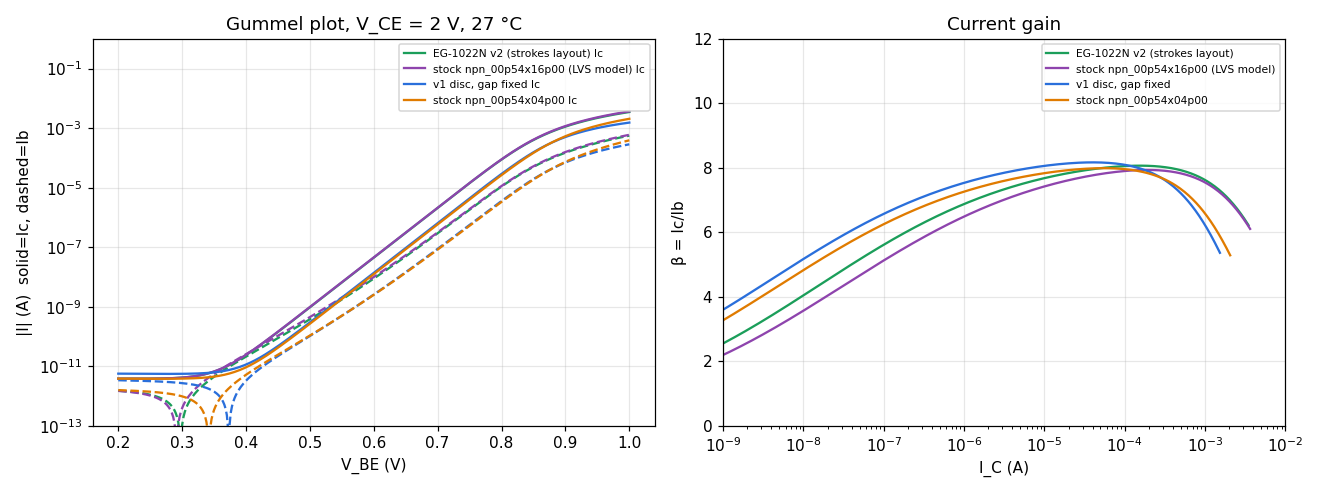 Gummel plot, V_CE = 2 V, 27 °C
|I| (A) solid=Ic, dashed=Ib
10⁻¹
10⁻³
10⁻⁵
10⁻⁷
10⁻⁹
10⁻¹¹
10⁻¹³
EG-1022N v2 (strokes layout) Ic
stock npn_00p54x16p00 (LVS model) Ic
v1 disc, gap fixed Ic
stock npn_00p54x04p00 Ic
0.2 0.3 0.4 0.5 0.6 0.7 0.8 0.9 1.0
V_BE (V)
Current gain
β = Ic/Ib
12
10
8
6
4
2
0
EG-1022N v2 (strokes layout)
stock npn_00p54x16p00 (LVS model)
v1 disc, gap fixed
stock npn_00p54x04p00
10⁻⁹ 10⁻⁸ 10⁻⁷ 10⁻⁶ 10⁻⁵ 10⁻⁴ 10⁻³ 10⁻²
I_C (A)